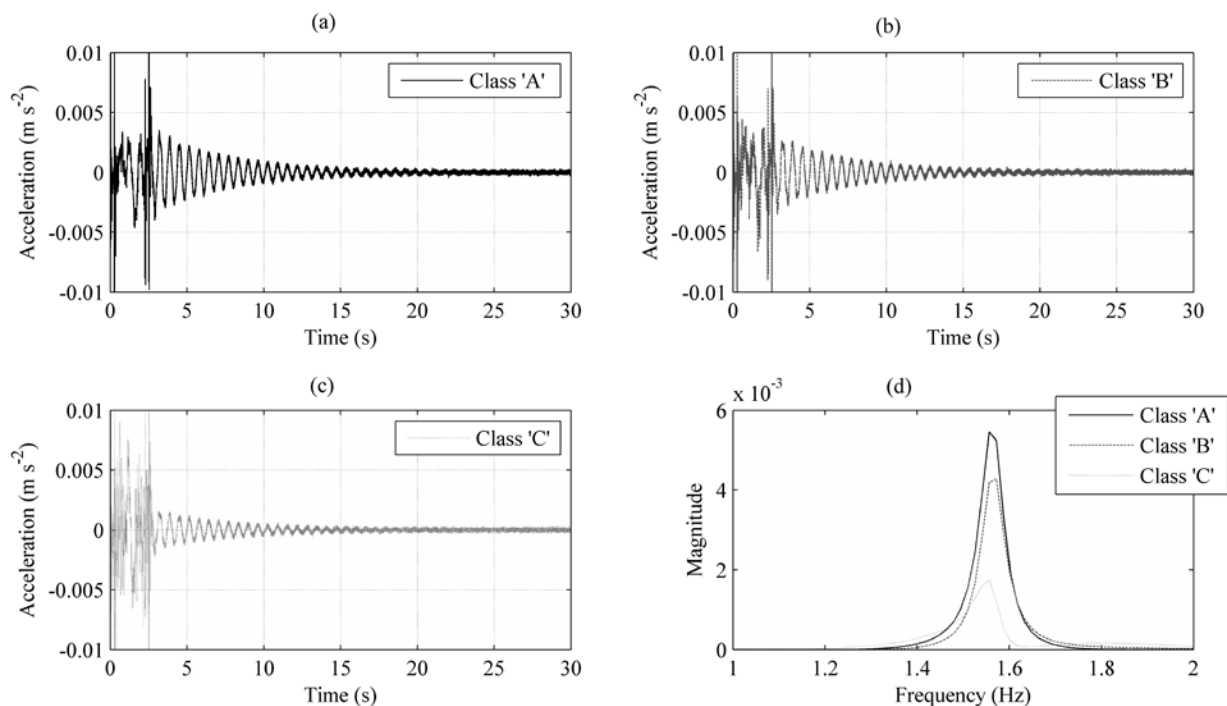 (a)
Acceleration (m s-2)
0.01
0.005
0
-0.005
-0.01
Class 'A'
0 5 10 15 20 25 30
Time (s)
(b)
Acceleration (m s-2)
0.01
0.005
0
-0.005
-0.01
Class 'B'
0 5 10 15 20 25 30
Time (s)
(c)
Acceleration (m s-2)
0.01
0.005
0
-0.005
-0.01
Class 'C'
0 5 10 15 20 25 30
Time (s)
(d)
x 10-3
Magnitude
6
4
2
0
Class 'A'
Class 'B'
Class 'C'
1 1.2 1.4 1.6 1.8 2
Frequency (Hz)